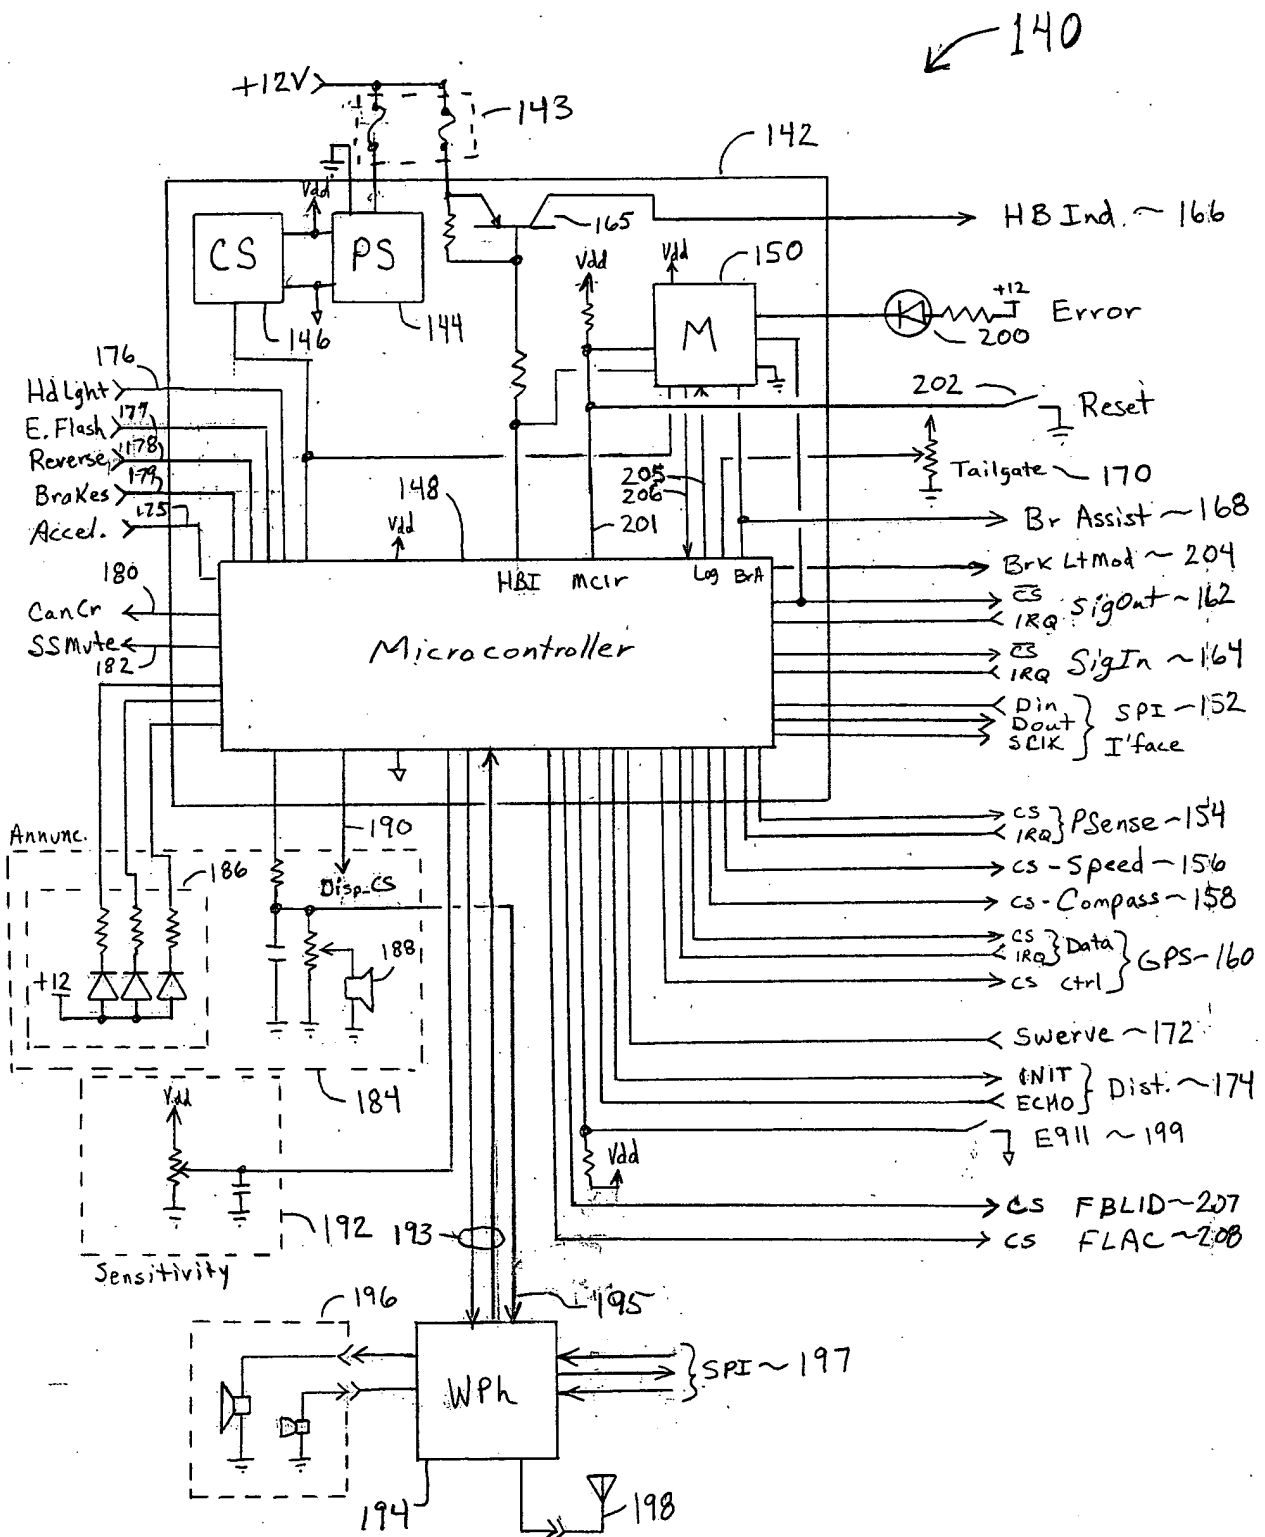 140
+12V
143
142
Vdd
CS
PS
165
HB Ind. ~ 166
Vdd
Vdd
150
M
+12
200
Error
146
144
176
HdLght
177
E. Flash
178
Reverse
179
Brakes
175
Accel.
202
Reset
205
206
Tailgate ~ 170
148
Vdd
201
Br Assist ~ 168
HBI
mclr
Log
BrA
Brk Lt Mod ~ 204
180
CanCr
SSMute
182
Microcontroller
CS
IRQ
SigOut ~ 162
CS
IRQ
SigIn ~ 164
Din
Dout
SClK
SPI ~ 152
I'face
190
Annunc.
186
Disp_CS
188
+12
184
CS
IRQ
PSense ~ 154
CS - Speed ~ 156
CS - Compass ~ 158
CS
IRQ
Data
CS ctrl
GPS ~ 160
Swerve ~ 172
INIT
ECHO
Dist. ~ 174
E911 ~ 199
Vdd
Vdd
192
Sensitivity
193
CS FBLID ~ 207
CS FLAC ~ 208
195
196
WPh
SPI ~ 197
194
198